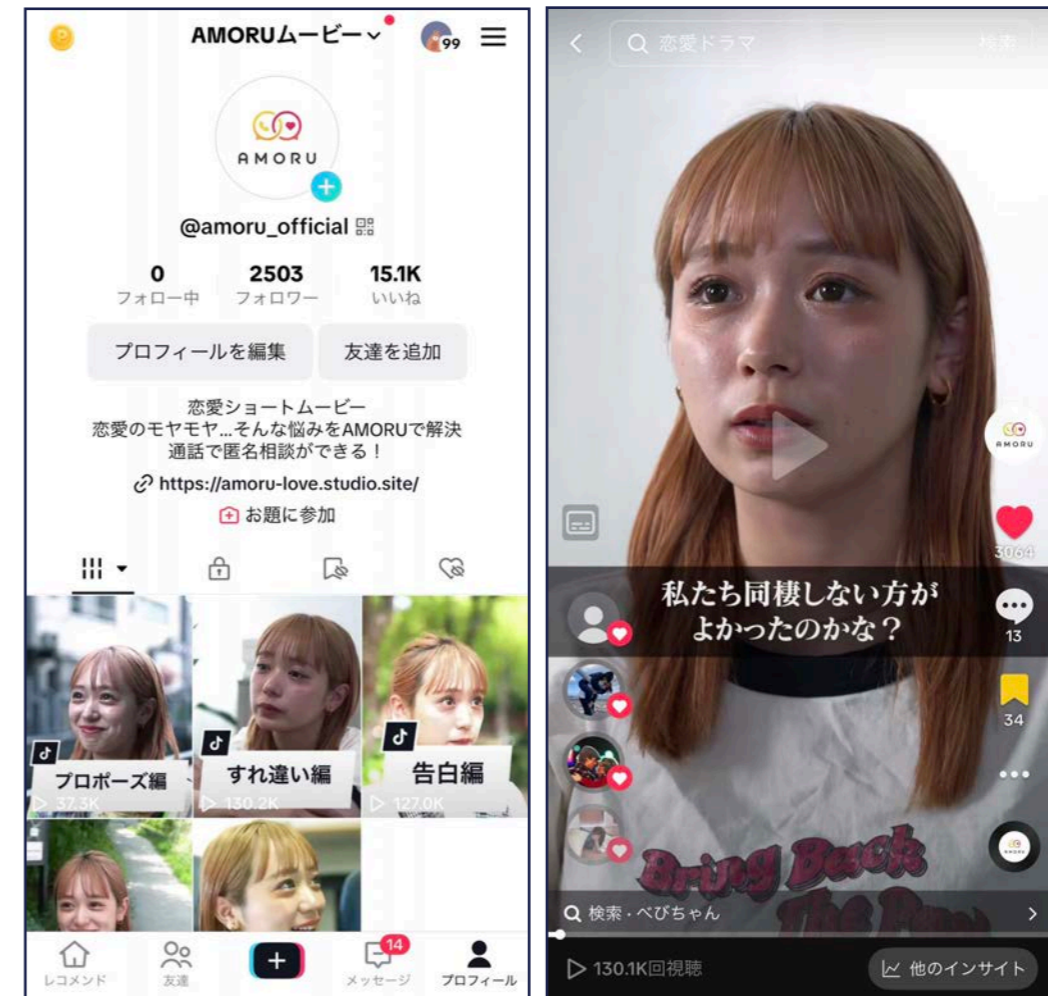 AMORUムービー
99
AMORU
@amoru_official
0 2503 15.1K
フォロー中 フォロワー いいね
プロフィールを編集 友達を追加
恋愛ショートムービー
恋愛のモヤモヤ...そんな悩みをAMORUで解決
通話で匿名相談ができる！
https://amoru-love.studio.site/
お題に参加
プロポーズ編
37.3K
すれ違い編
130.2K
告白編
127.0K
レコメンド
友達
14
メッセージ
プロフィール
恋愛ドラマ 検索
AMORU
3064
私たち同棲しない方が
よかったのかな？
13
34
Bring Back
The
検索・べびちゃん
130.1K回視聴
他のインサイト